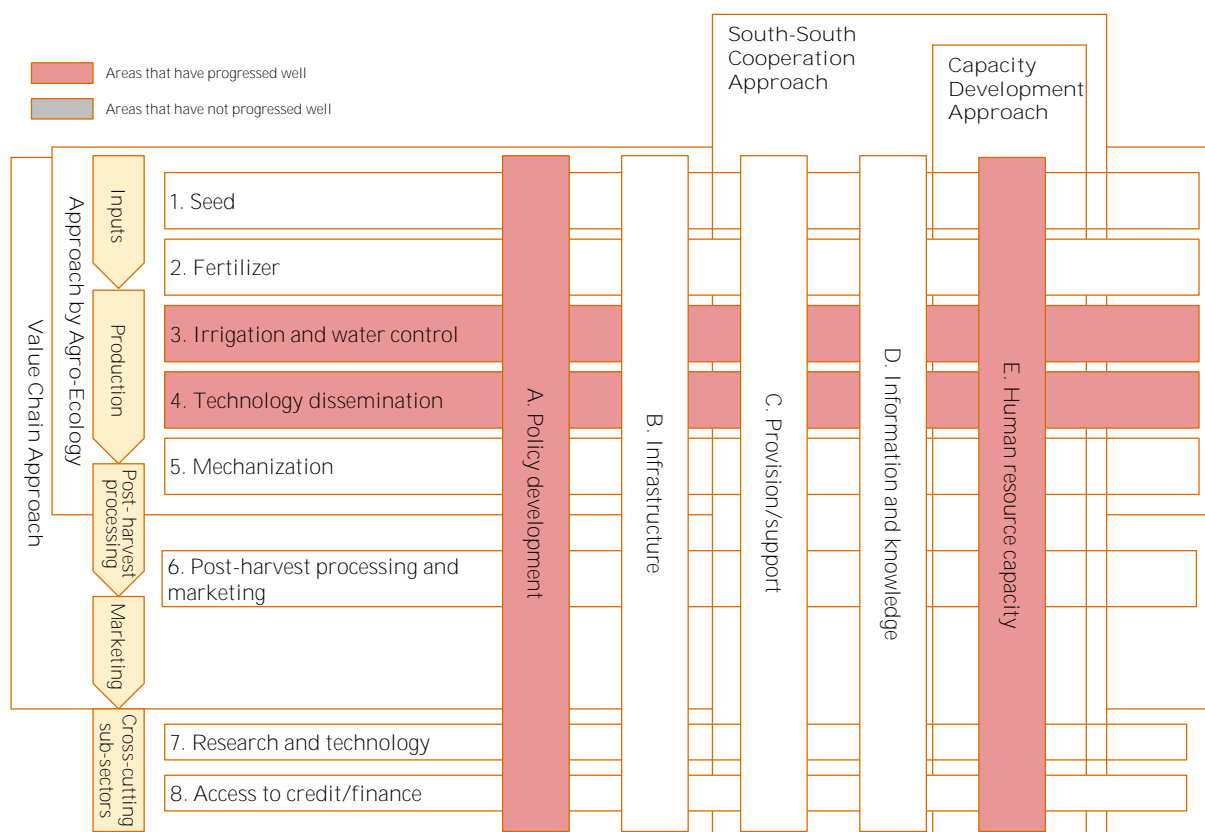 South-South
Cooperation
Approach
Capacity
Development
Approach
Areas that have progressed well
Areas that have not progressed well
Value Chain Approach
Approach by Agro-Ecology
Inputs
Production
Post- harvest
processing
Marketing
Cross-cutting
sub-sectors
1. Seed
2. Fertilizer
3. Irrigation and water control
4. Technology dissemination
5. Mechanization
6. Post-harvest processing and
marketing
7. Research and technology
8. Access to credit/finance
A. Policy development
B. Infrastructure
C. Provision/support
D. Information and knowledge
E. Human resource capacity